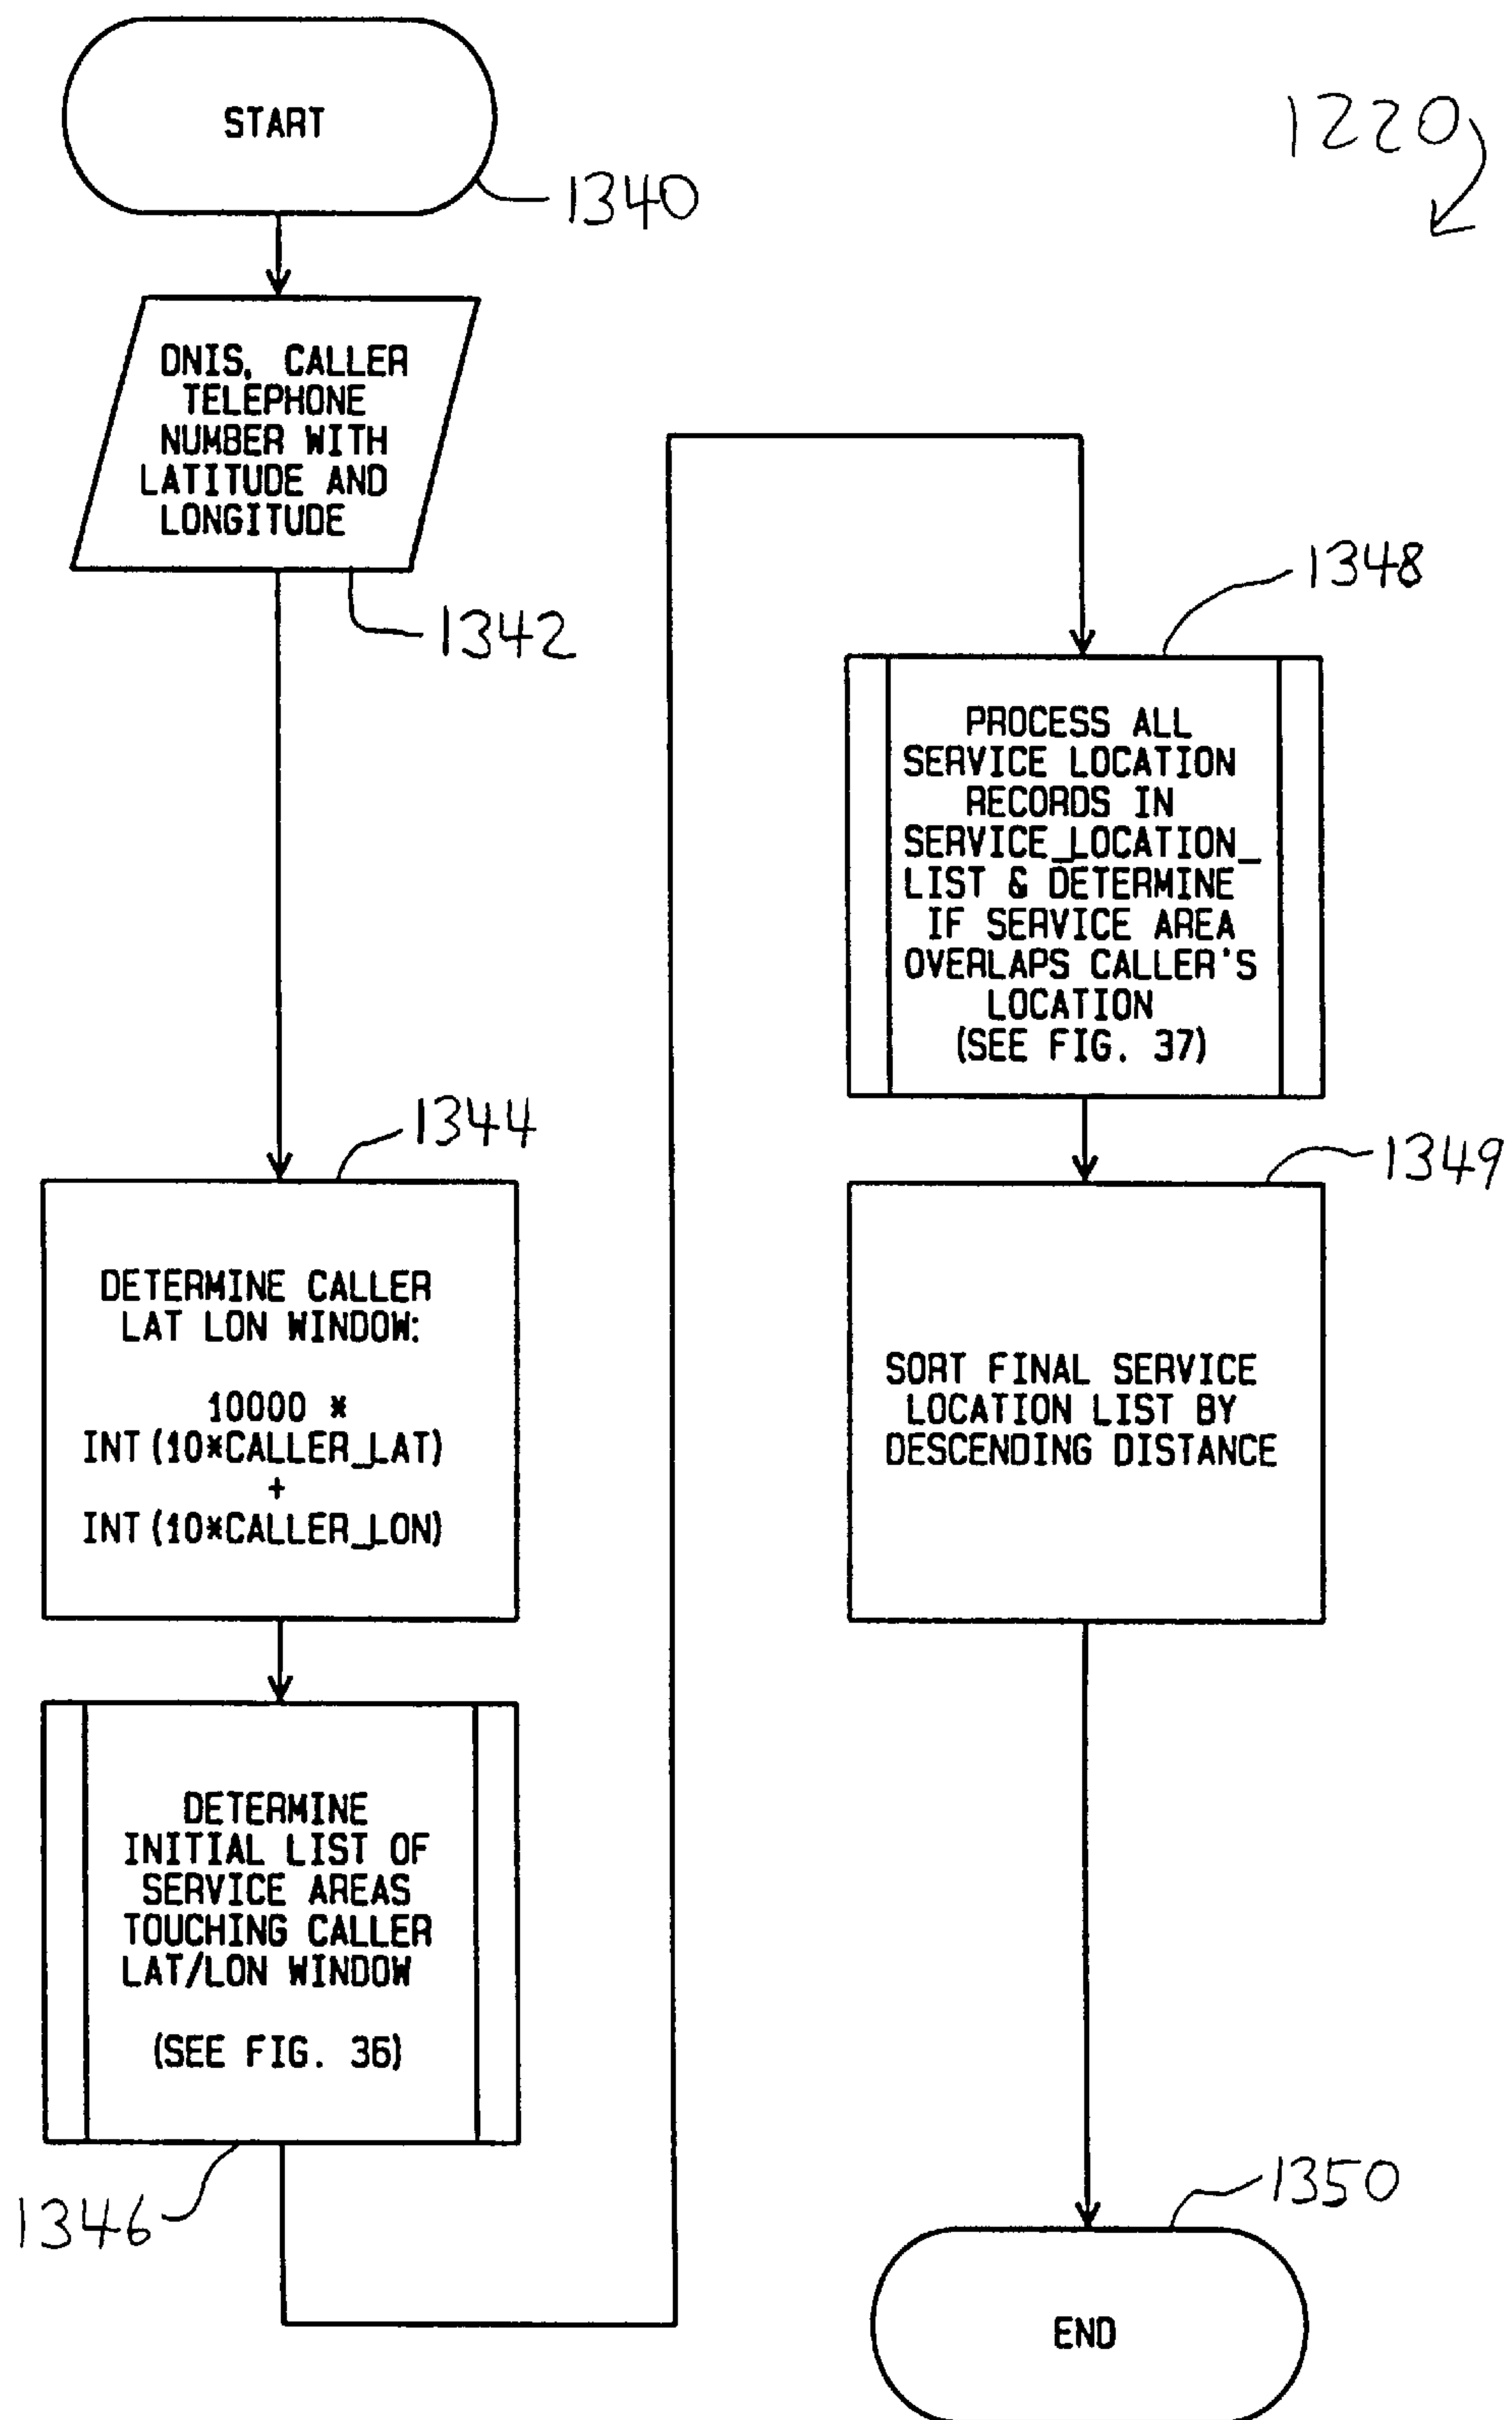 START
1340
1220
DNIS, CALLER
TELEPHONE
NUMBER WITH
LATITUDE AND
LONGITUDE
1342
1344
DETERMINE CALLER
LAT LON WINDOW:
10000 *
INT(10*CALLER_LAT)
+
INT(10*CALLER_LON)
DETERMINE
INITIAL LIST OF
SERVICE AREAS
TOUCHING CALLER
LAT/LON WINDOW
(SEE FIG. 36)
1346
1348
PROCESS ALL
SERVICE LOCATION
RECORDS IN
SERVICE_LOCATION_
LIST & DETERMINE
IF SERVICE AREA
OVERLAPS CALLER'S
LOCATION
(SEE FIG. 37)
1349
SORT FINAL SERVICE
LOCATION LIST BY
DESCENDING DISTANCE
1350
END